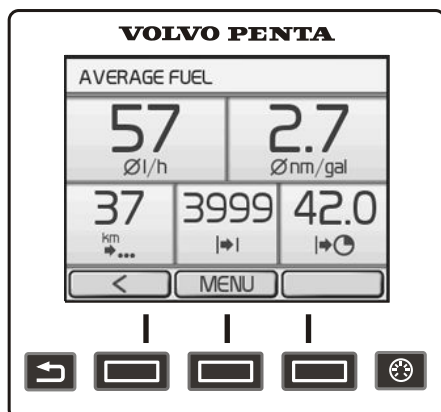 VOLVO PENTA
AVERAGE FUEL
57 2.7
Øl/h Ønm/gal
37 3999 42.0
km
...
< MENU